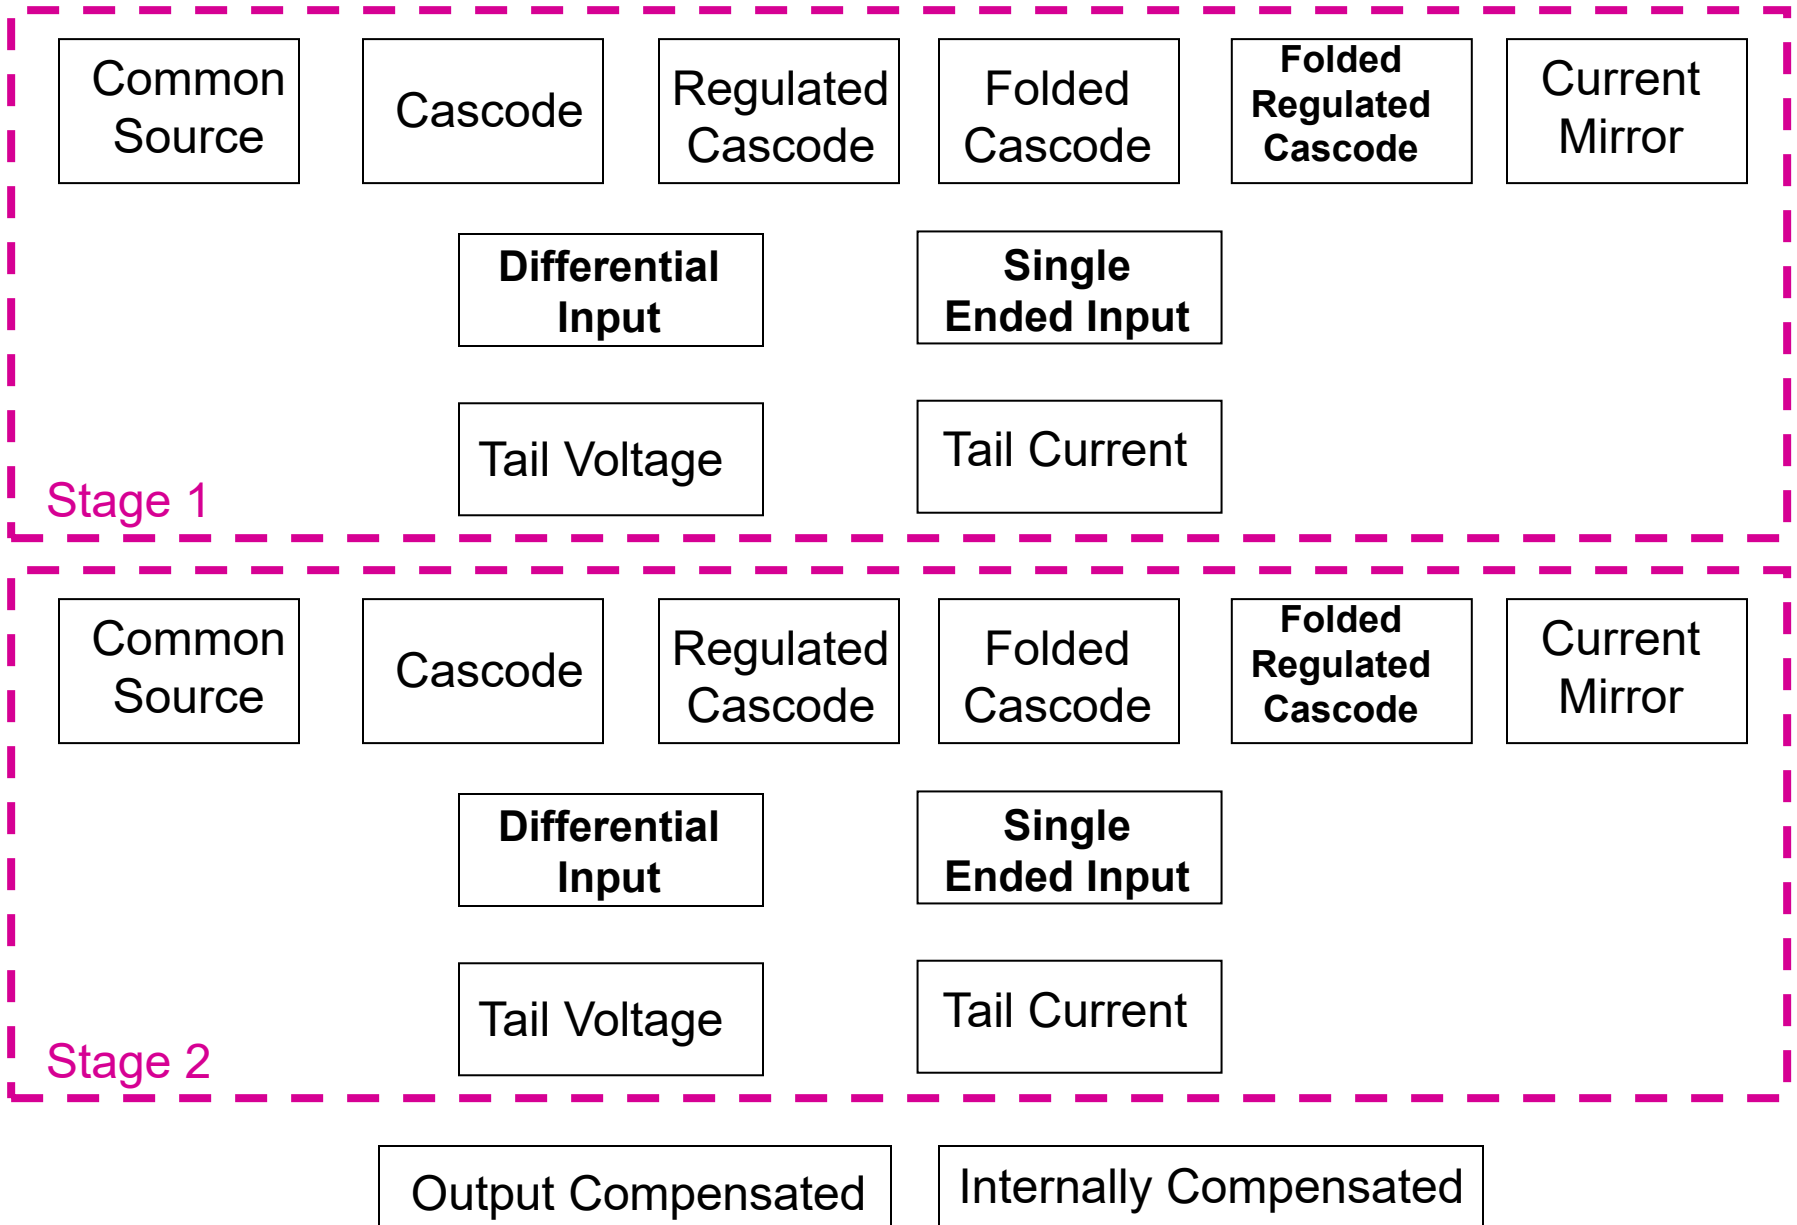 Common
Source
Cascode
Regulated
Cascode
Folded
Cascode
Folded
Regulated
Cascode
Current
Mirror
Differential
Input
Single
Ended Input
Tail Voltage
Tail Current
Stage 1
Common
Source
Cascode
Regulated
Cascode
Folded
Cascode
Folded
Regulated
Cascode
Current
Mirror
Differential
Input
Single
Ended Input
Tail Voltage
Tail Current
Stage 2
Output Compensated
Internally Compensated